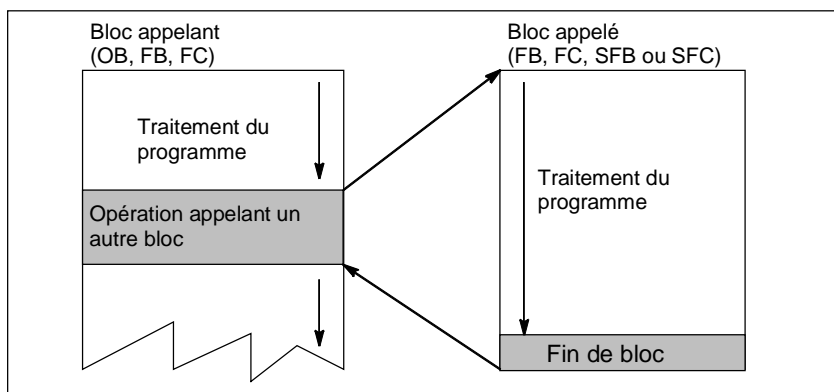 Bloc appelant
(OB, FB, FC)
Traitement du
programme
Opération appelant un
autre bloc
Bloc appelé
(FB, FC, SFB ou SFC)
Traitement du
programme
Fin de bloc